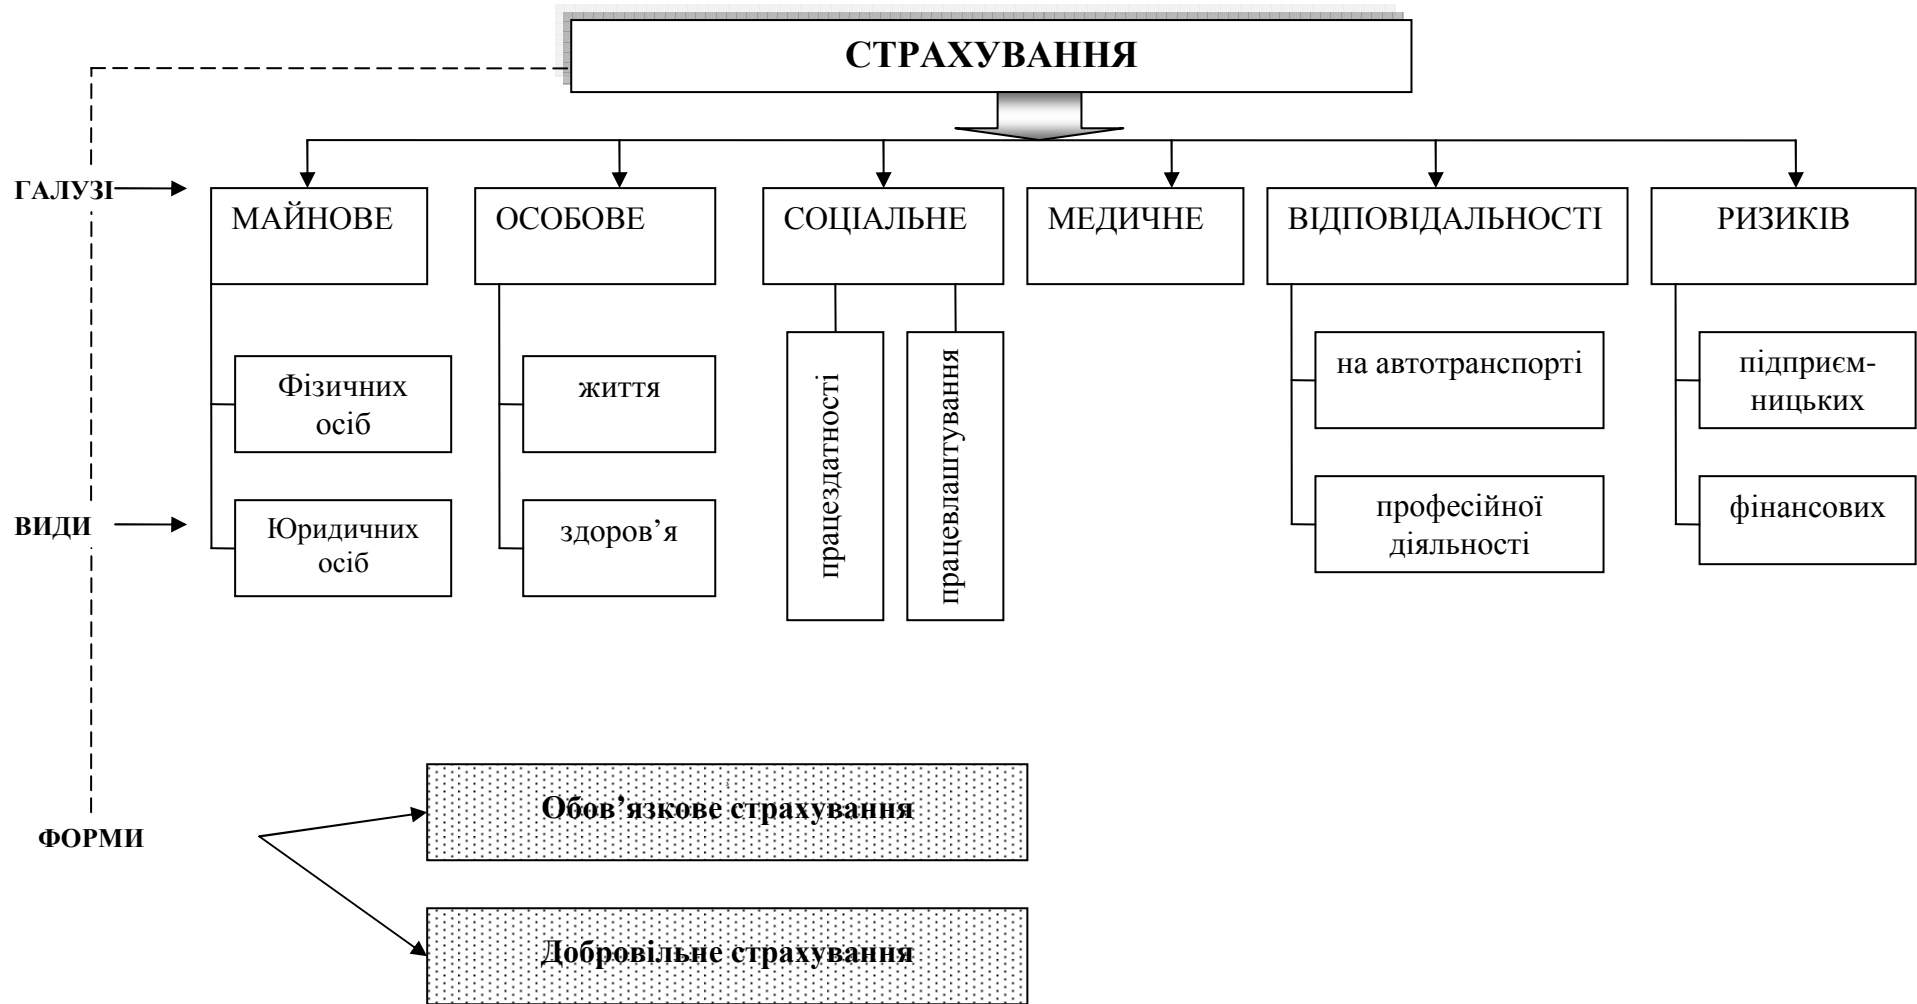 СТРАХУВАННЯ
ГАЛУЗІ
МАЙНОВЕ
ОСОБОВЕ
СОЦІАЛЬНЕ
МЕДИЧНЕ
ВІДПОВІДАЛЬНОСТІ
РИЗИКІВ
Фізичних
осіб
життя
працездатності
працевлаштування
на автотранспорті
підприєм-
ницьких
ВИДИ
Юридичних
осіб
здоров’я
професійної
діяльності
фінансових
ФОРМИ
Обов’язкове страхування
Добровільне страхування